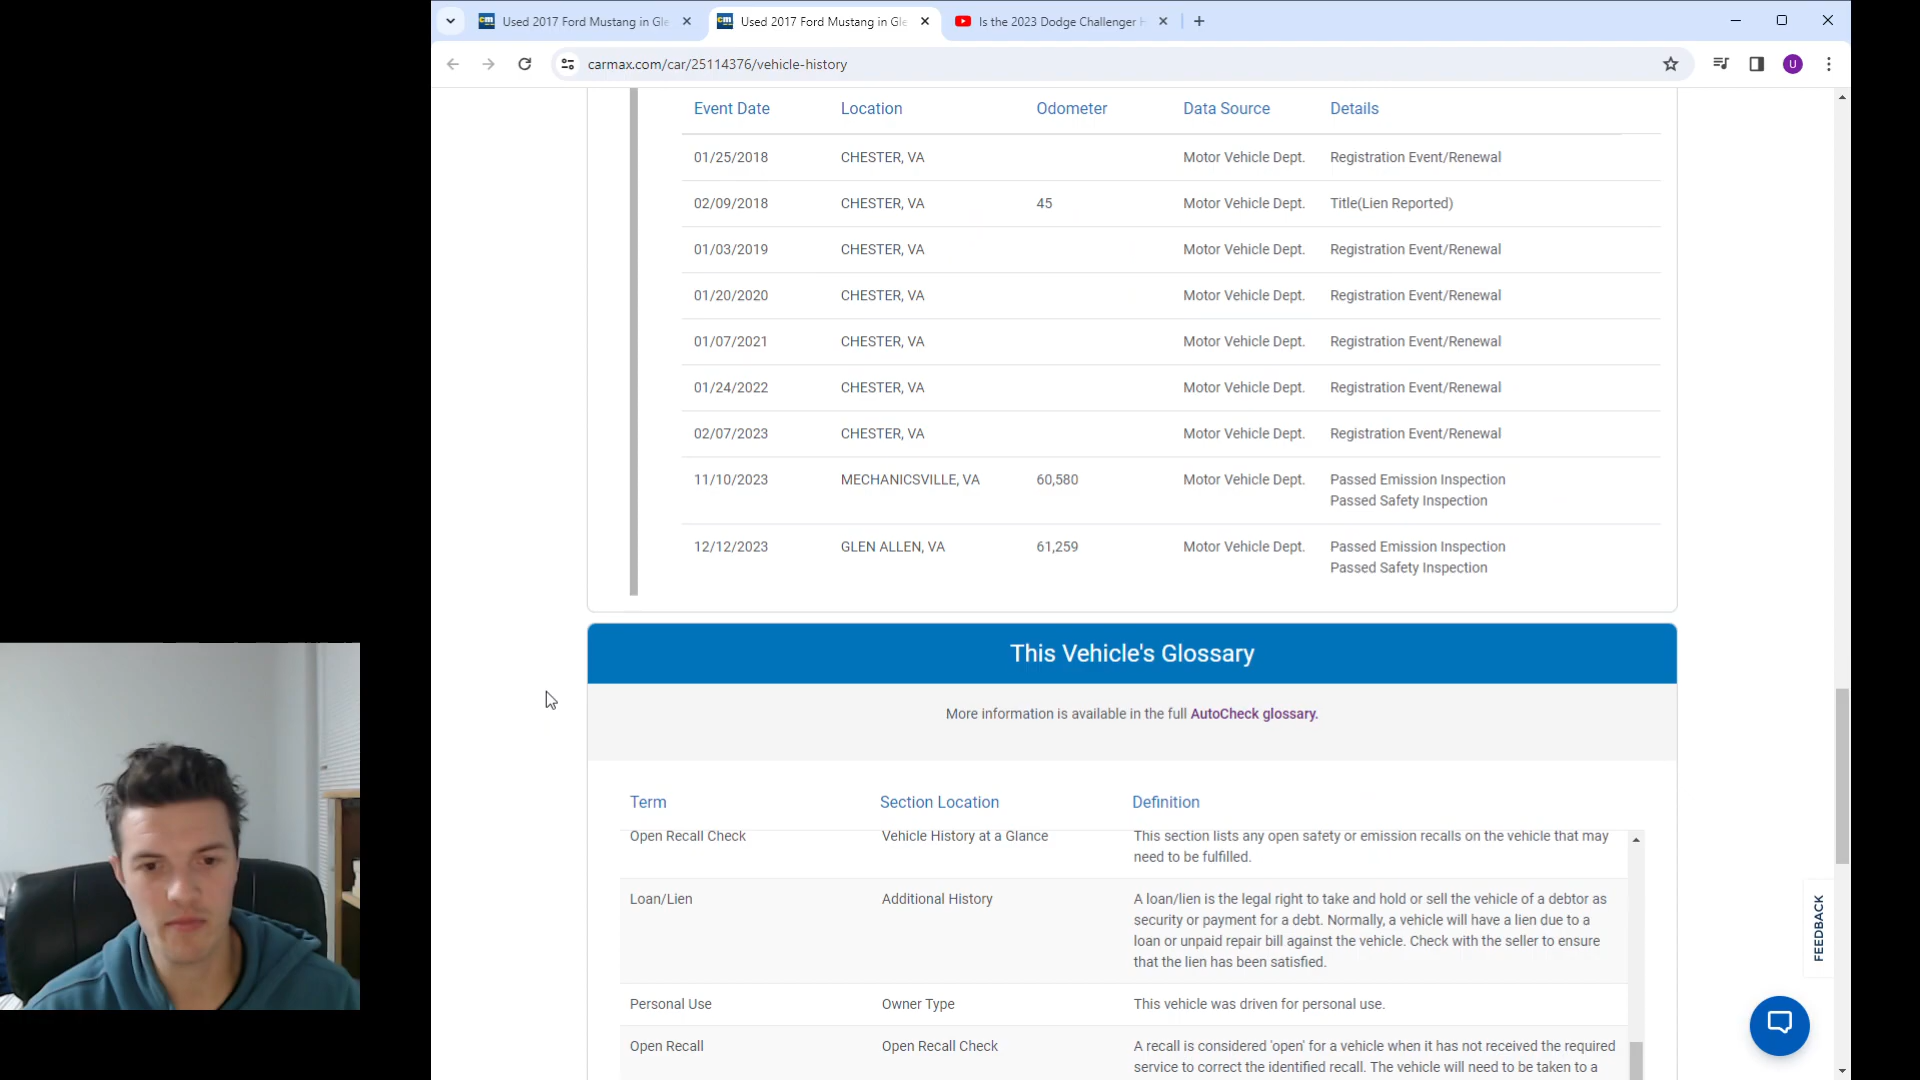 Used 2017 Ford Mustang in Gle
Used 2017 Ford Mustang in Gle
Is the 2023 Dodge Challenger H
carmax.com/car/25114376/vehicle-history
U
Event Date Location Odometer Data Source Details
01/25/2018 CHESTER, VA Motor Vehicle Dept. Registration Event/Renewal
02/09/2018 CHESTER, VA 45 Motor Vehicle Dept. Title(Lien Reported)
01/03/2019 CHESTER, VA Motor Vehicle Dept. Registration Event/Renewal
01/20/2020 CHESTER, VA Motor Vehicle Dept. Registration Event/Renewal
01/07/2021 CHESTER, VA Motor Vehicle Dept. Registration Event/Renewal
01/24/2022 CHESTER, VA Motor Vehicle Dept. Registration Event/Renewal
02/07/2023 CHESTER, VA Motor Vehicle Dept. Registration Event/Renewal
11/10/2023 MECHANICSVILLE, VA 60,580 Motor Vehicle Dept. Passed Emission Inspection
Passed Safety Inspection
12/12/2023 GLEN ALLEN, VA 61,259 Motor Vehicle Dept. Passed Emission Inspection
Passed Safety Inspection
This Vehicle's Glossary
More information is available in the full AutoCheck glossary.
Term Section Location Definition
Open Recall Check Vehicle History at a Glance This section lists any open safety or emission recalls on the vehicle that may
need to be fulfilled.
Loan/Lien Additional History A loan/lien is the legal right to take and hold or sell the vehicle of a debtor as
security or payment for a debt. Normally, a vehicle will have a lien due to a
loan or unpaid repair bill against the vehicle. Check with the seller to ensure
that the lien has been satisfied.
Personal Use Owner Type This vehicle was driven for personal use.
Open Recall Open Recall Check A recall is considered 'open' for a vehicle when it has not received the required
service to correct the identified recall. The vehicle will need to be taken to a
FEEDBACK